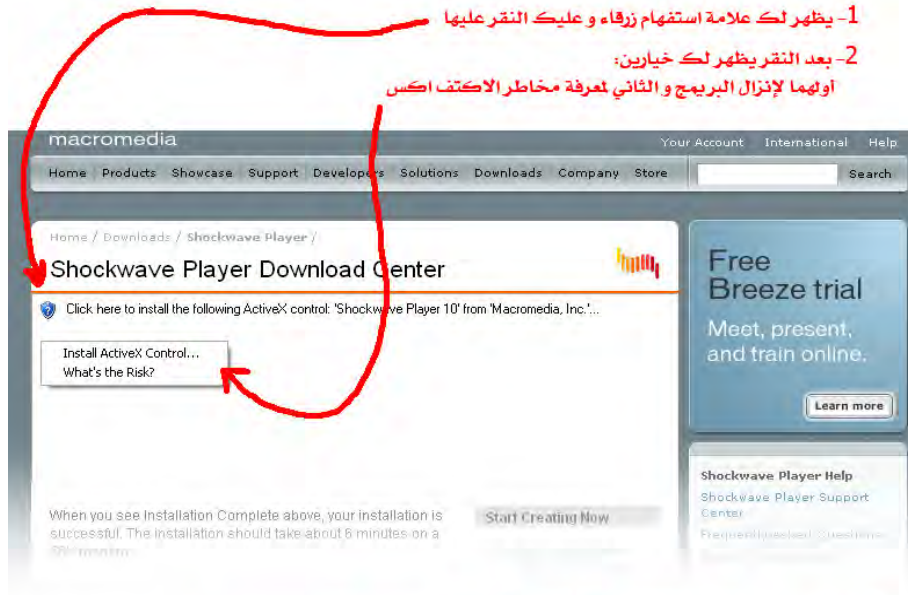 1- يظهر لك علامة استفهام زرقاء و عليك النقر عليها
2- بعد النقر يظهر لك خيارين:
أولهما لإنزال البريمج و الثاني لمعرفة مخاطر الاكتف اكس
macromedia
Your Account International Help
Home Products Showcase Support Developers Solutions Downloads Company Store Search
Home / Downloads / Shockwave Player /
Shockwave Player Download Center
Click here to install the following ActiveX control: 'Shockwave Player 10' from 'Macromedia, Inc.'...
Install ActiveX Control...
What's the Risk?
When you see Installation Complete above, your installation is
successful. The installation should take about 6 minutes on a
Start Creating Now
Free
Breeze trial
Meet, present,
and train online.
Learn more
Shockwave Player Help
Shockwave Player Support
Center
Frequently Asked Questions